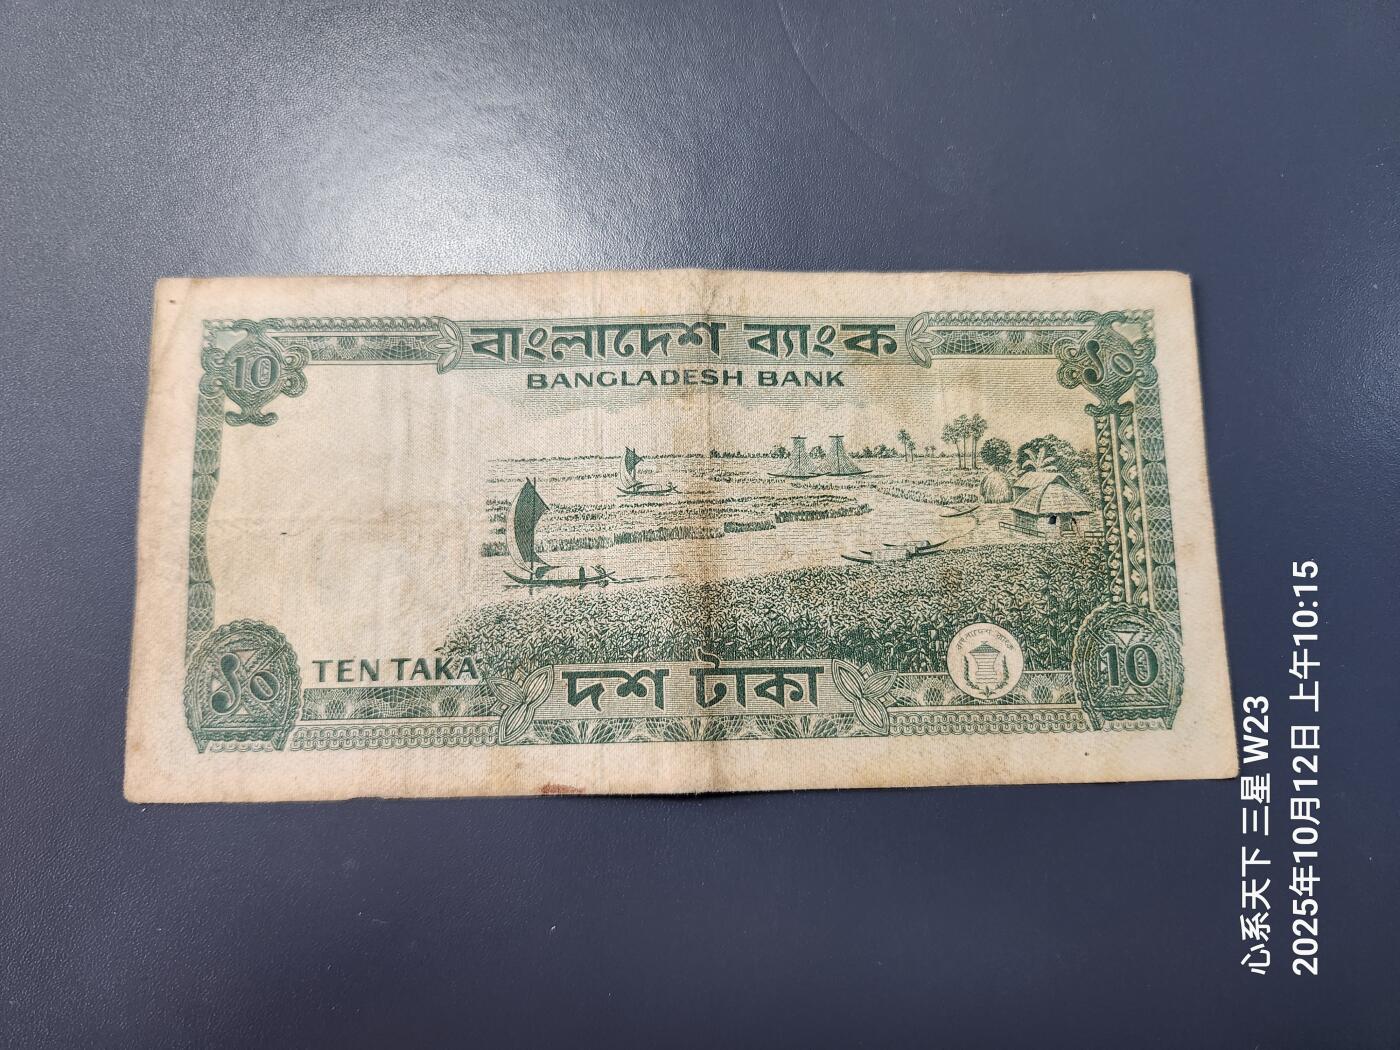 বাংলাদেশ ব্যাংক
BANGLADESH BANK
10
১০
TEN TAKA
দশ টাকা
১০
10
心系天下 三星 W23
2025年10月12日 上午10:15